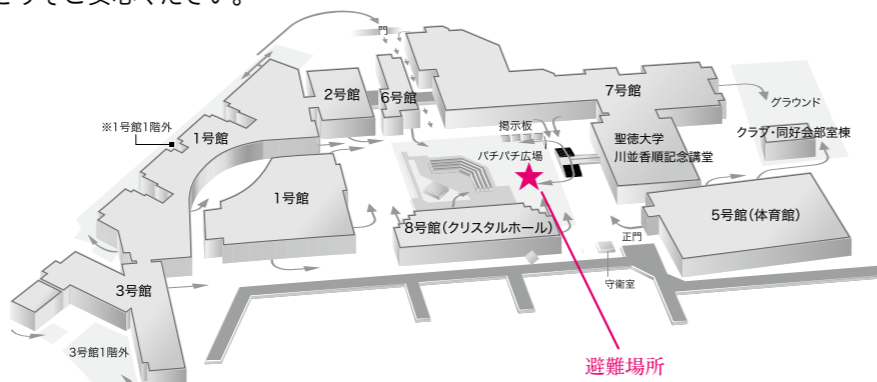 どうぞご安心ください。
2号館
6号館
7号館
グラウンド
※1号館1階外
1号館
掲示板
聖徳大学
川並香順記念講堂
クラブ・同好会部室棟
パチパチ広場
1号館
8号館(クリスタルホール)
5号館(体育館)
正門
守衛室
3号館
3号館1階外
避難場所